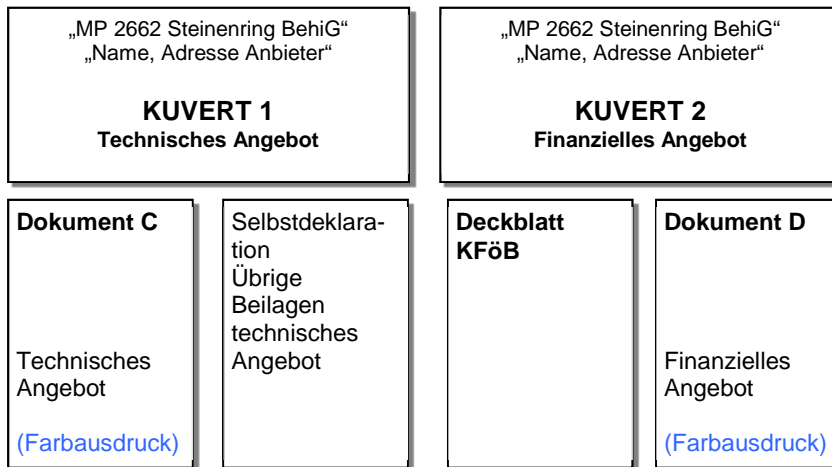 „MP 2662 Steinenring BehiG“
„Name, Adresse Anbieter“
KUVERT 1
Technisches Angebot
„MP 2662 Steinenring BehiG“
„Name, Adresse Anbieter“
KUVERT 2
Finanzielles Angebot
Dokument C
Technisches
Angebot
(Farbausdruck)
Selbstdeklara-
tion
Übrige
Beilagen
technisches
Angebot
Deckblatt
KFöB
Dokument D
Finanzielles
Angebot
(Farbausdruck)